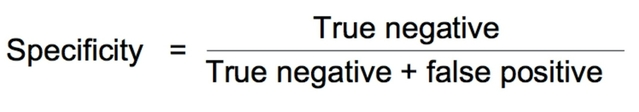 True negative
Specificity =
True negative + false positive